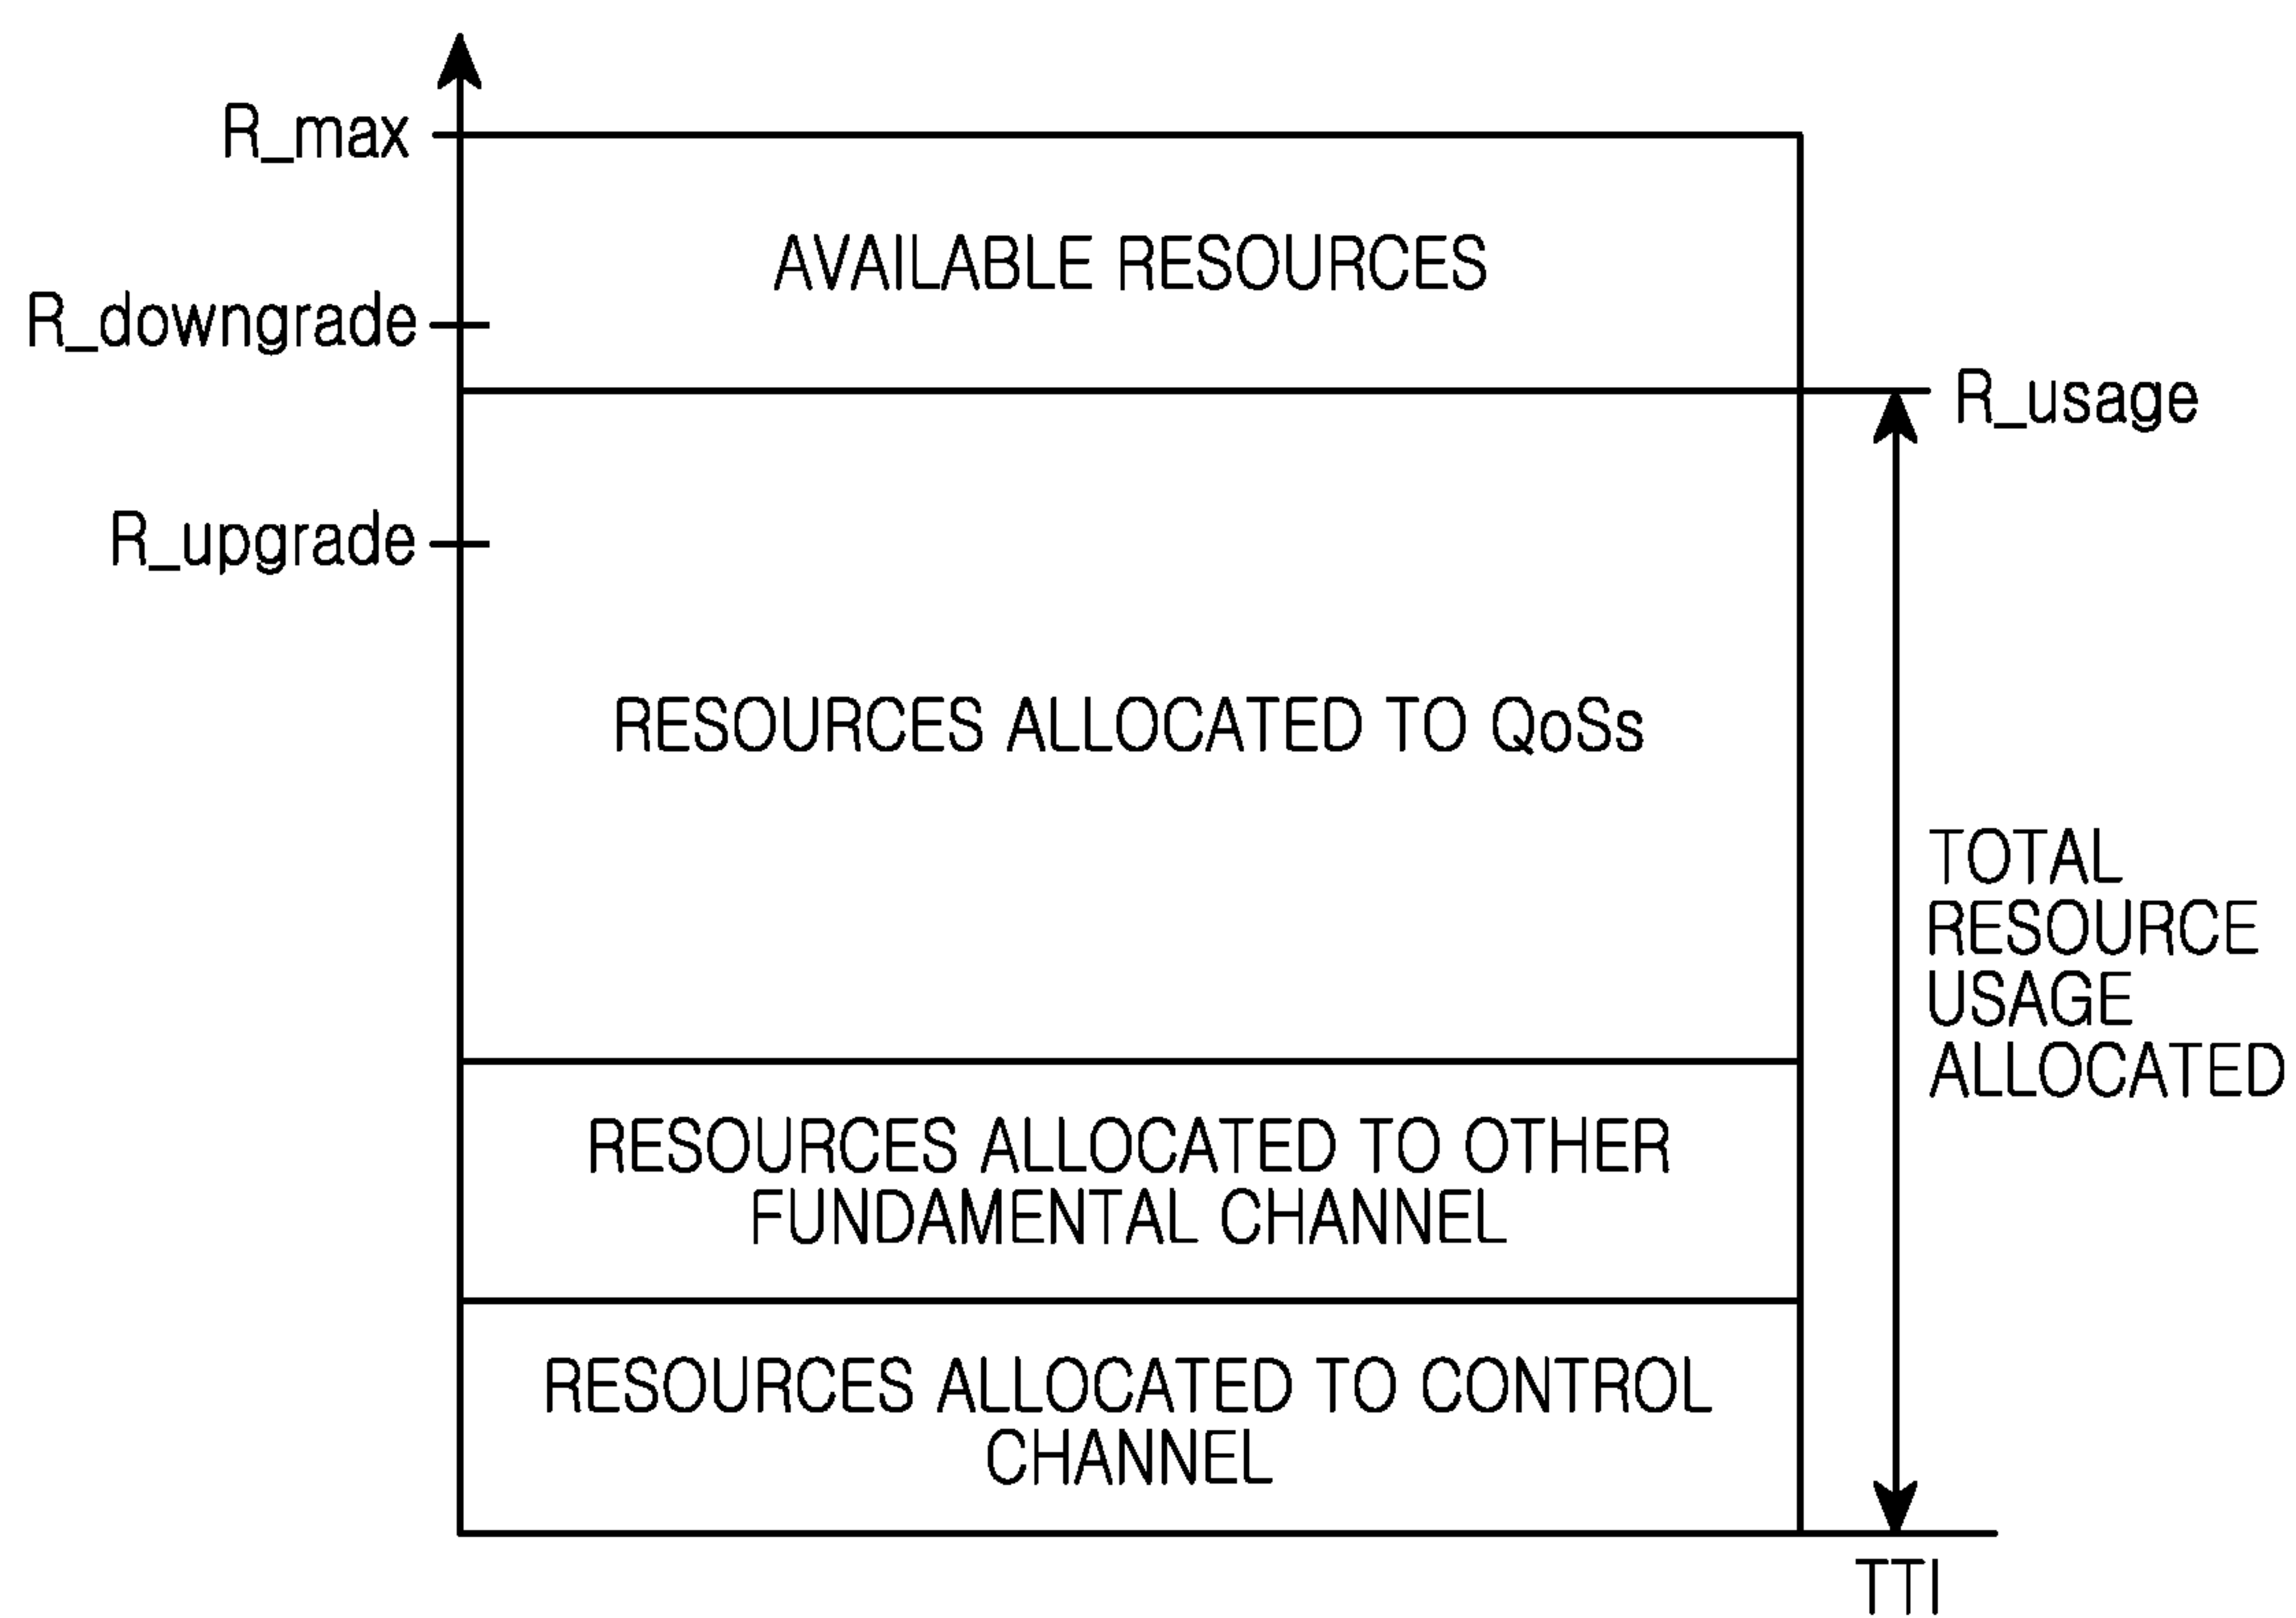 R_max
AVAILABLE RESOURCES
R_downgrade
R_usage
R_upgrade
RESOURCES ALLOCATED TO QoSs
TOTAL
RESOURCE
USAGE
ALLOCATED
RESOURCES ALLOCATED TO OTHER
FUNDAMENTAL CHANNEL
RESOURCES ALLOCATED TO CONTROL
CHANNEL
TTI